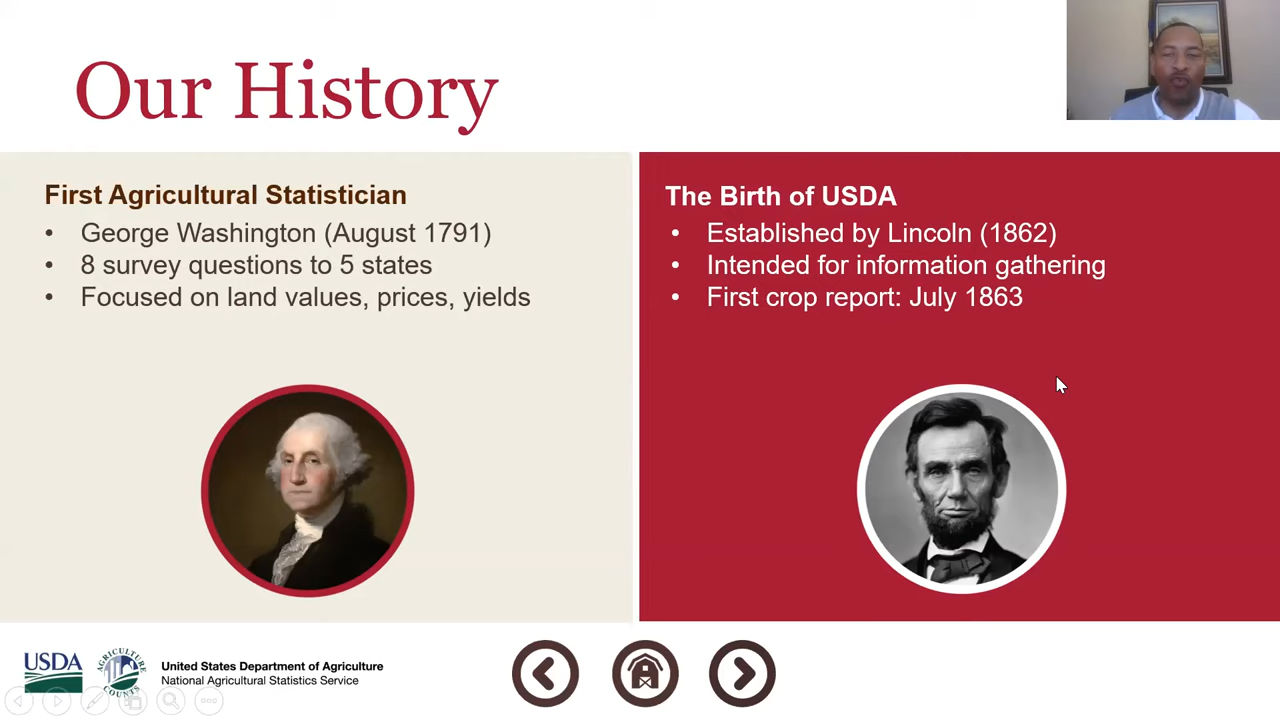 Our History
First Agricultural Statistician
• George Washington (August 1791)
• 8 survey questions to 5 states
• Focused on land values, prices, yields
The Birth of USDA
• Established by Lincoln (1862)
• Intended for information gathering
• First crop report: July 1863
USDA
AGRICULTURE COUNTS
United States Department of Agriculture
National Agricultural Statistics Service